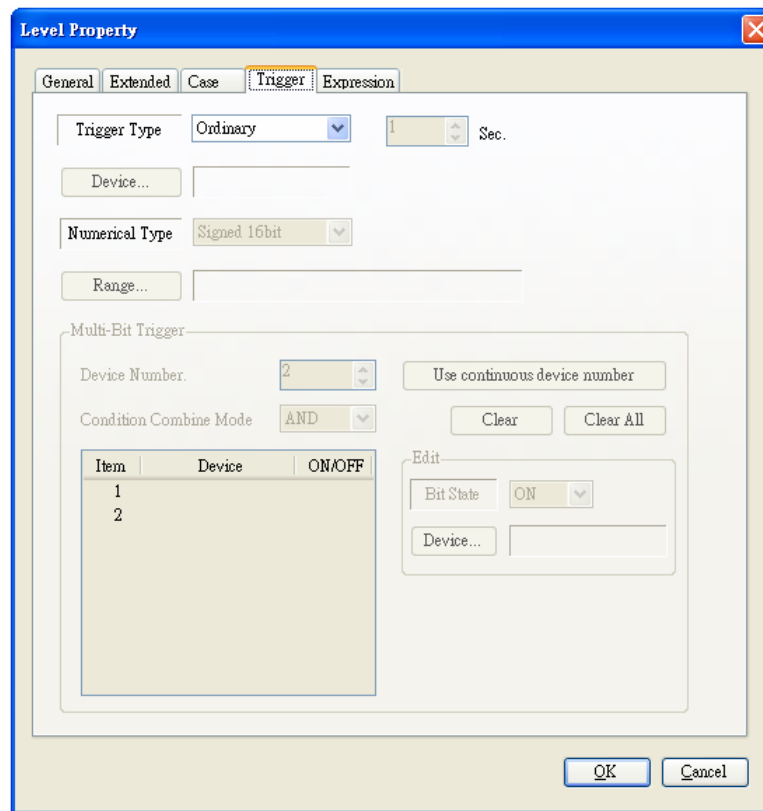 Level Property
General Extended Case Trigger Expression
Trigger Type Ordinary 1 Sec.
Device...
Numerical Type Signed 16bit
Range...
Multi-Bit Trigger
Device Number. 2 Use continuous device number
Condition Combine Mode AND Clear Clear All
Item Device ON/OFF
1
2
Edit
Bit State ON
Device...
OK Cancel